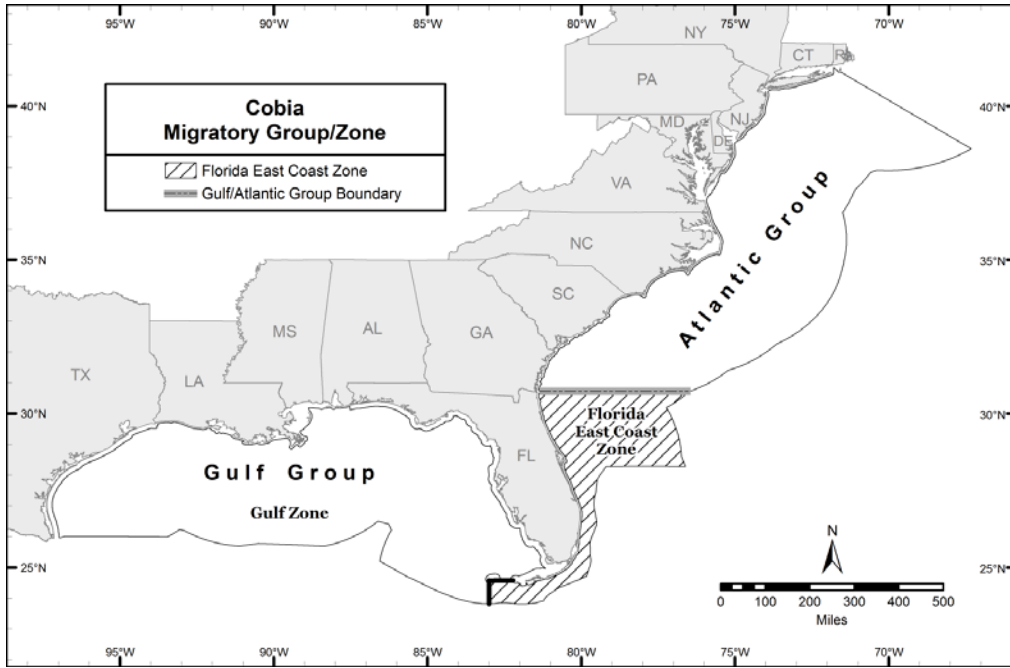 95°W 90°W 85°W 80°W 75°W 70°W
40°N 40°N
35°N 35°N
30°N 30°N
25°N 25°N
Cobia
Migratory Group/Zone
Florida East Coast Zone
Gulf/Atlantic Group Boundary
NY
CT
RI
PA
NJ
MD
DE
VA
NC
SC
TX
LA
MS
AL
GA
FL
Atlantic Group
Florida
East Coast
Zone
Gulf Group
Gulf Zone
N
0 100 200 300 400 500
Miles
95°W 90°W 85°W 80°W 75°W 70°W